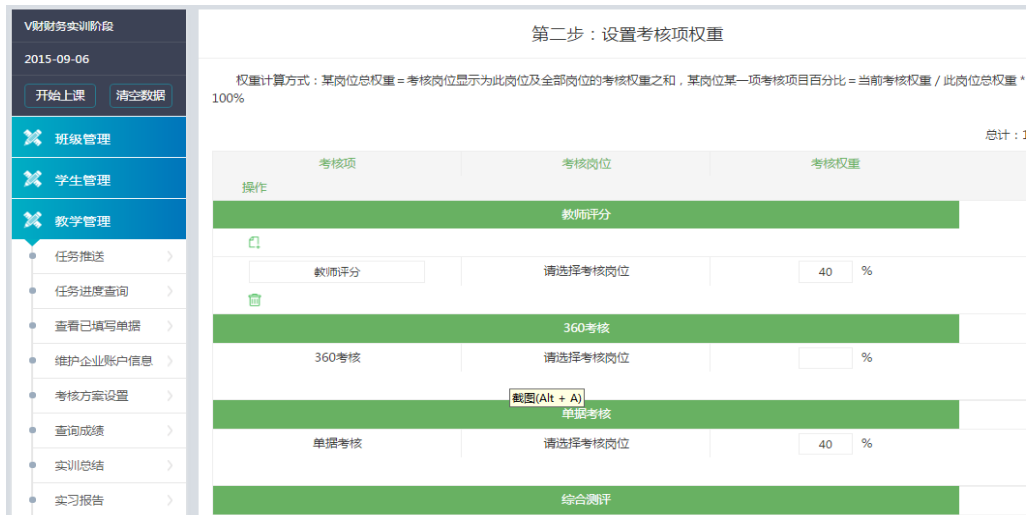 V财财务实训阶段
2015-09-06
开始上课 清空数据
班级管理
学生管理
教学管理
任务推送
任务进度查询
查看已填写单据
维护企业账户信息
考核方案设置
查询成绩
实训总结
实习报告
第二步：设置考核项权重
权重计算方式：某岗位总权重=考核岗位显示为此岗位及全部岗位的考核权重之和，某岗位某一项考核项目百分比=当前考核权重/此岗位总权重*
100%
总计：1
考核项 考核岗位 考核权重
操作
教师评分
教师评分 请选择考核岗位 40 %
360考核
360考核 请选择考核岗位 %
截图(Alt + A)
单据考核
单据考核 请选择考核岗位 40 %
综合测评